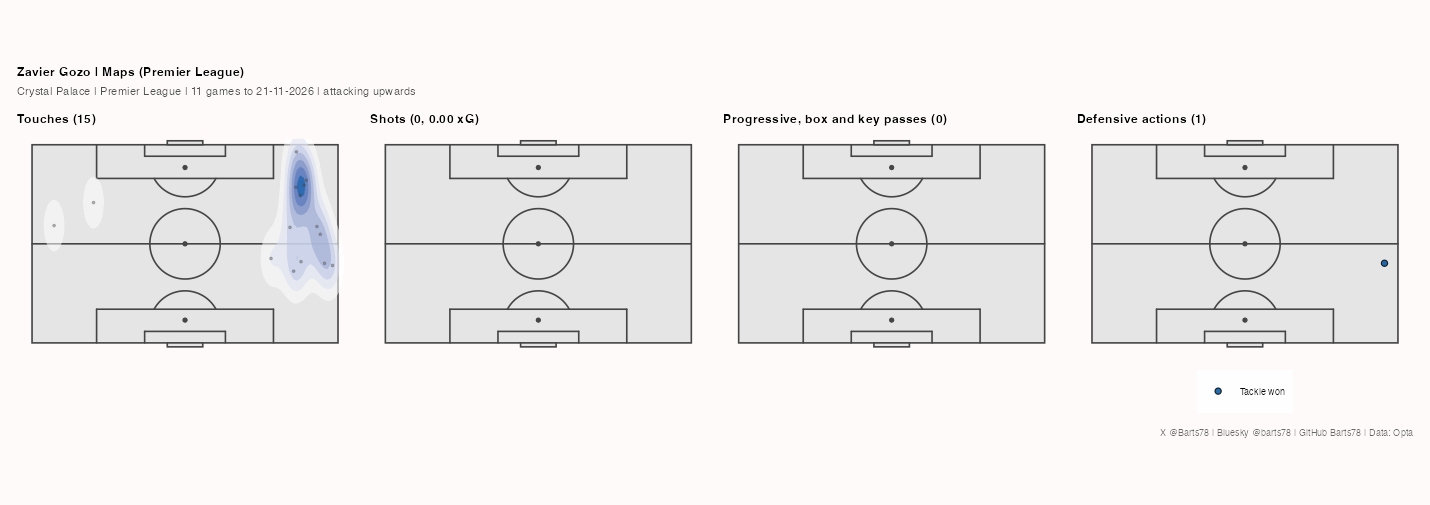 Zavier Gozo | Maps (Premier League)
Crystal Palace | Premier League | 11 games to 21-11-2026 | attacking upwards
Touches (15)
Shots (0, 0.00 xG)
Progressive, box and key passes (0)
Defensive actions (1)
Tackle won
X @Barts78 | Bluesky @barts78 | GitHub Barts78 | Data: Opta